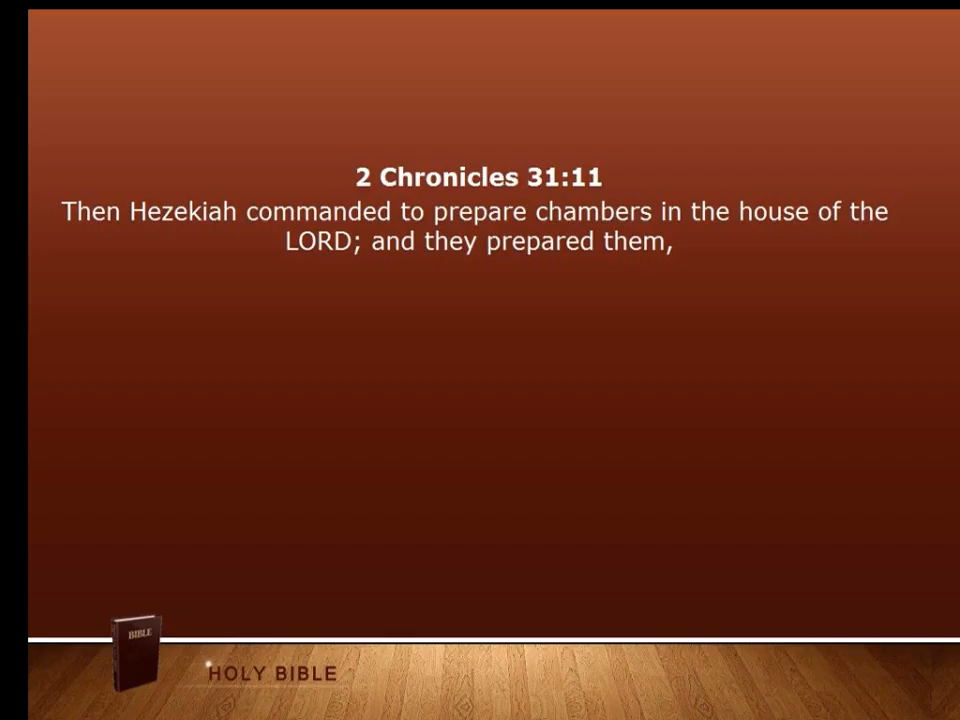 2 Chronicles 31:11
Then Hezekiah commanded to prepare chambers in the house of the
LORD; and they prepared them,
BIBLE
HOLY BIBLE